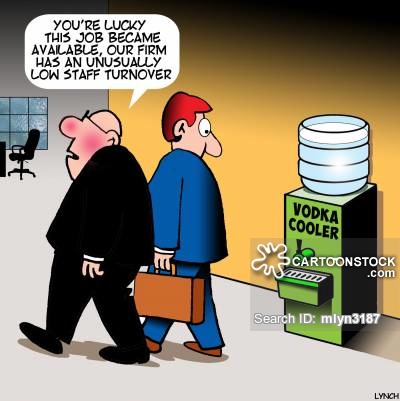 YOU'RE LUCKY
THIS JOB BECAME
AVAILABLE, OUR FIRM
HAS AN UNUSUALLY
LOW STAFF TURNOVER
VODKA
COOLER
CARTOONSTOCK
.com
Search ID: mlyn3187
LYNCH